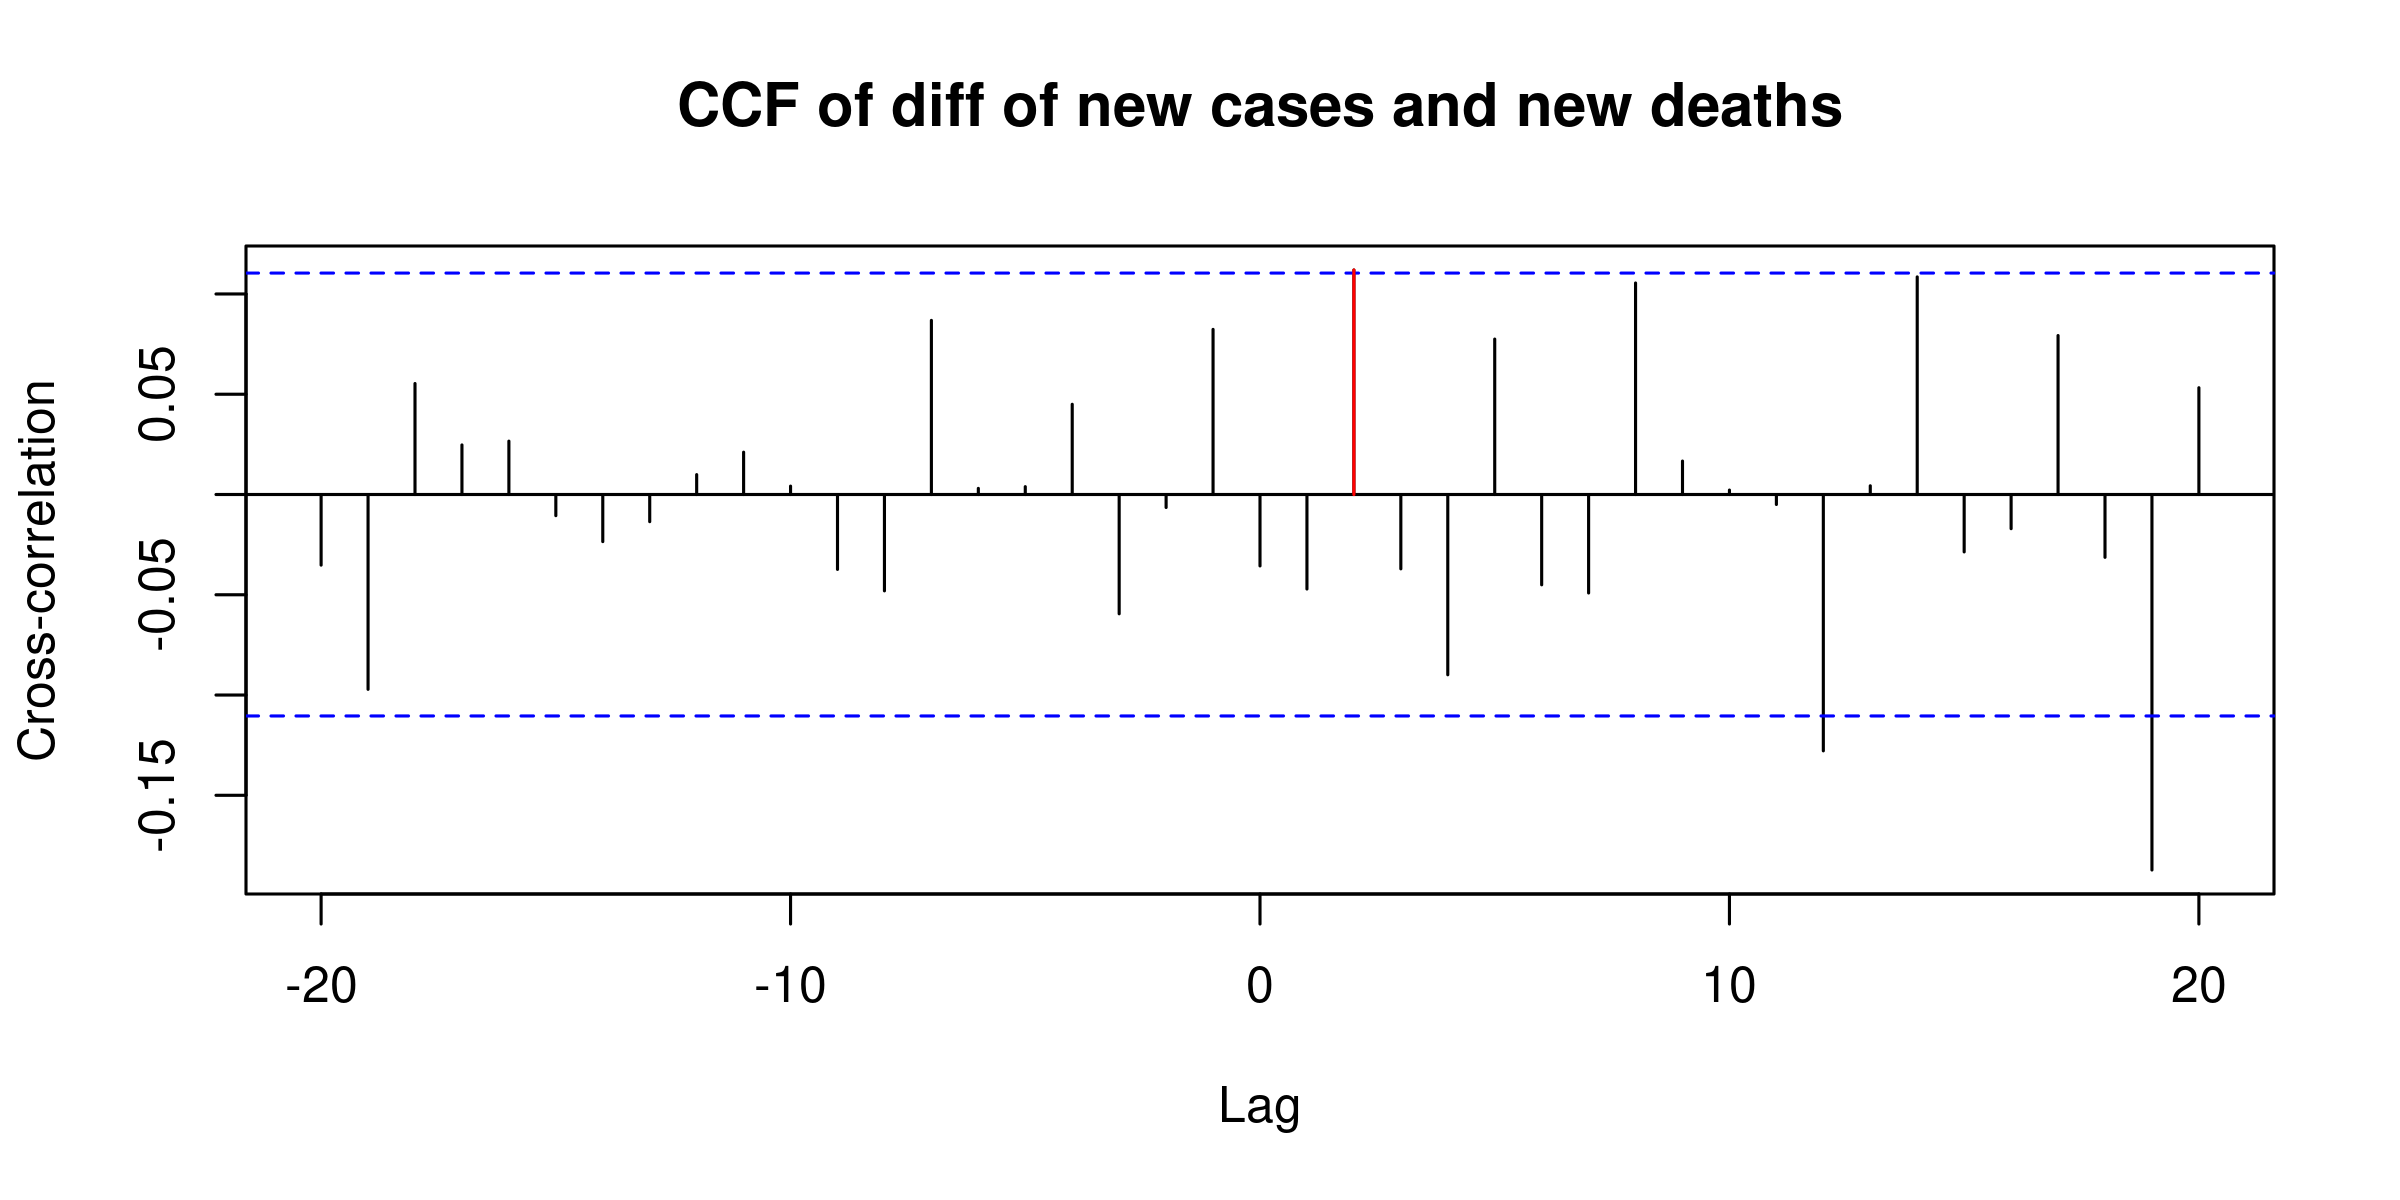 CCF of diff of new cases and new deaths
Cross-correlation
0.05
-0.05
-0.15
-20 -10 0 10 20
Lag